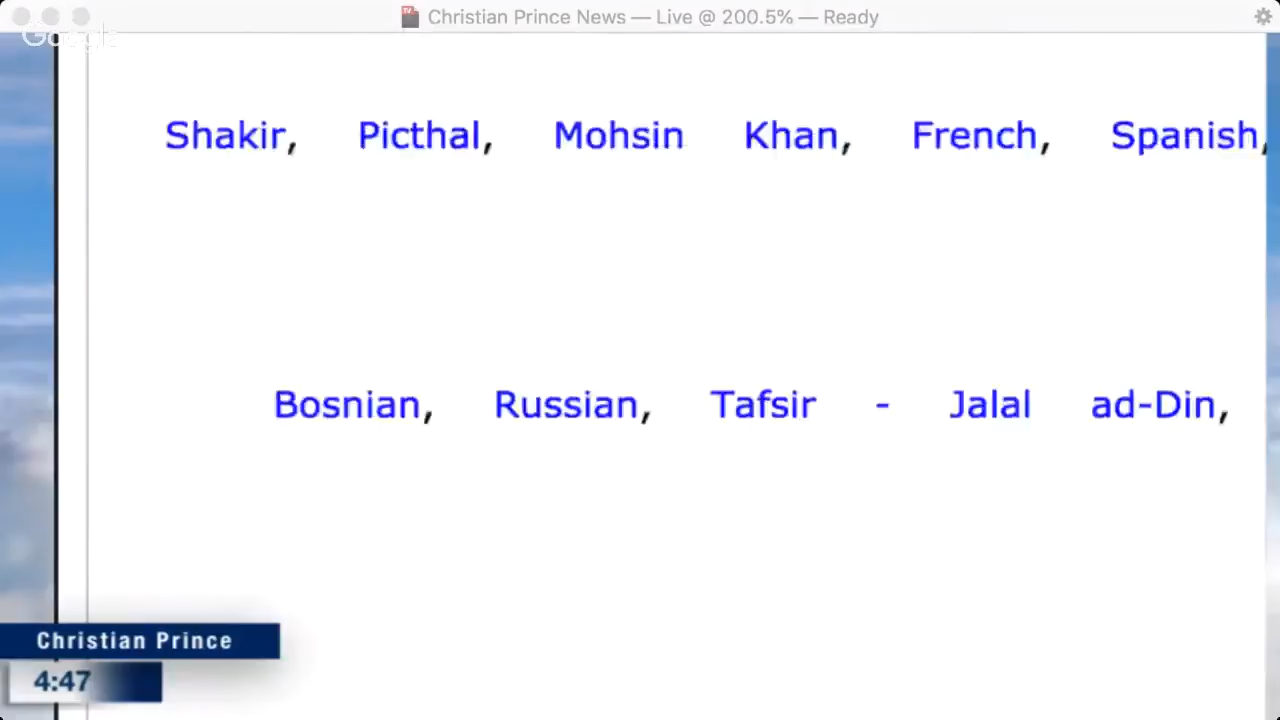 Christian Prince News — Live @ 200.5% — Ready
Google
Shakir, Picthal, Mohsin Khan, French, Spanish,
Bosnian, Russian, Tafsir - Jalal ad-Din,
Christian Prince
4:47